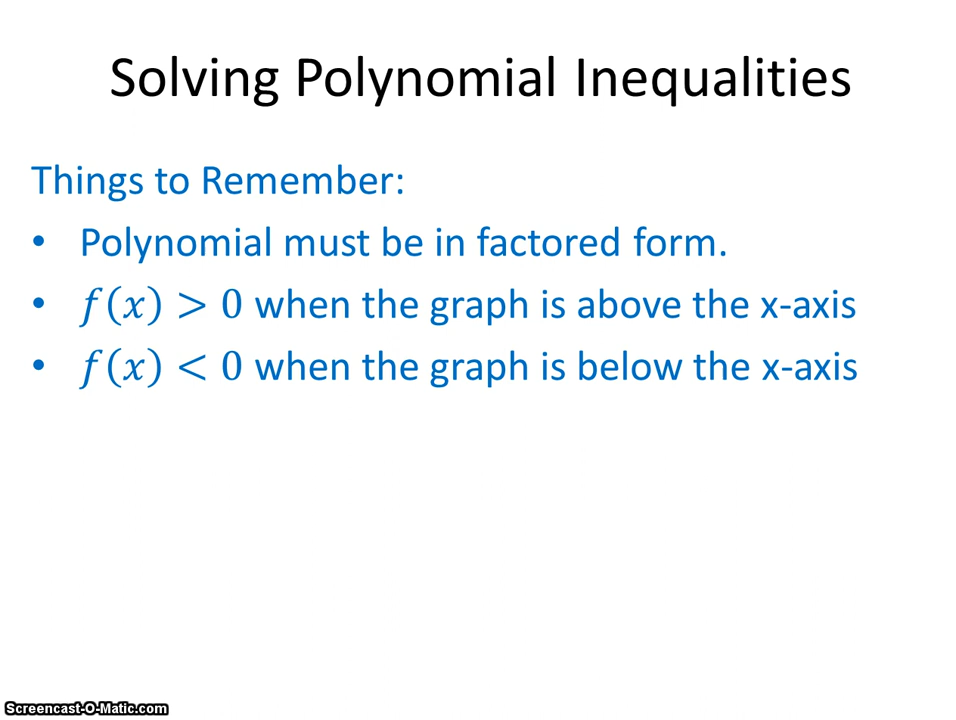 Solving Polynomial Inequalities
Things to Remember:
• Polynomial must be in factored form.
• 𝑓(𝑥) > 0 when the graph is above the x-axis
• 𝑓(𝑥) < 0 when the graph is below the x-axis
Screencast-O-Matic.com